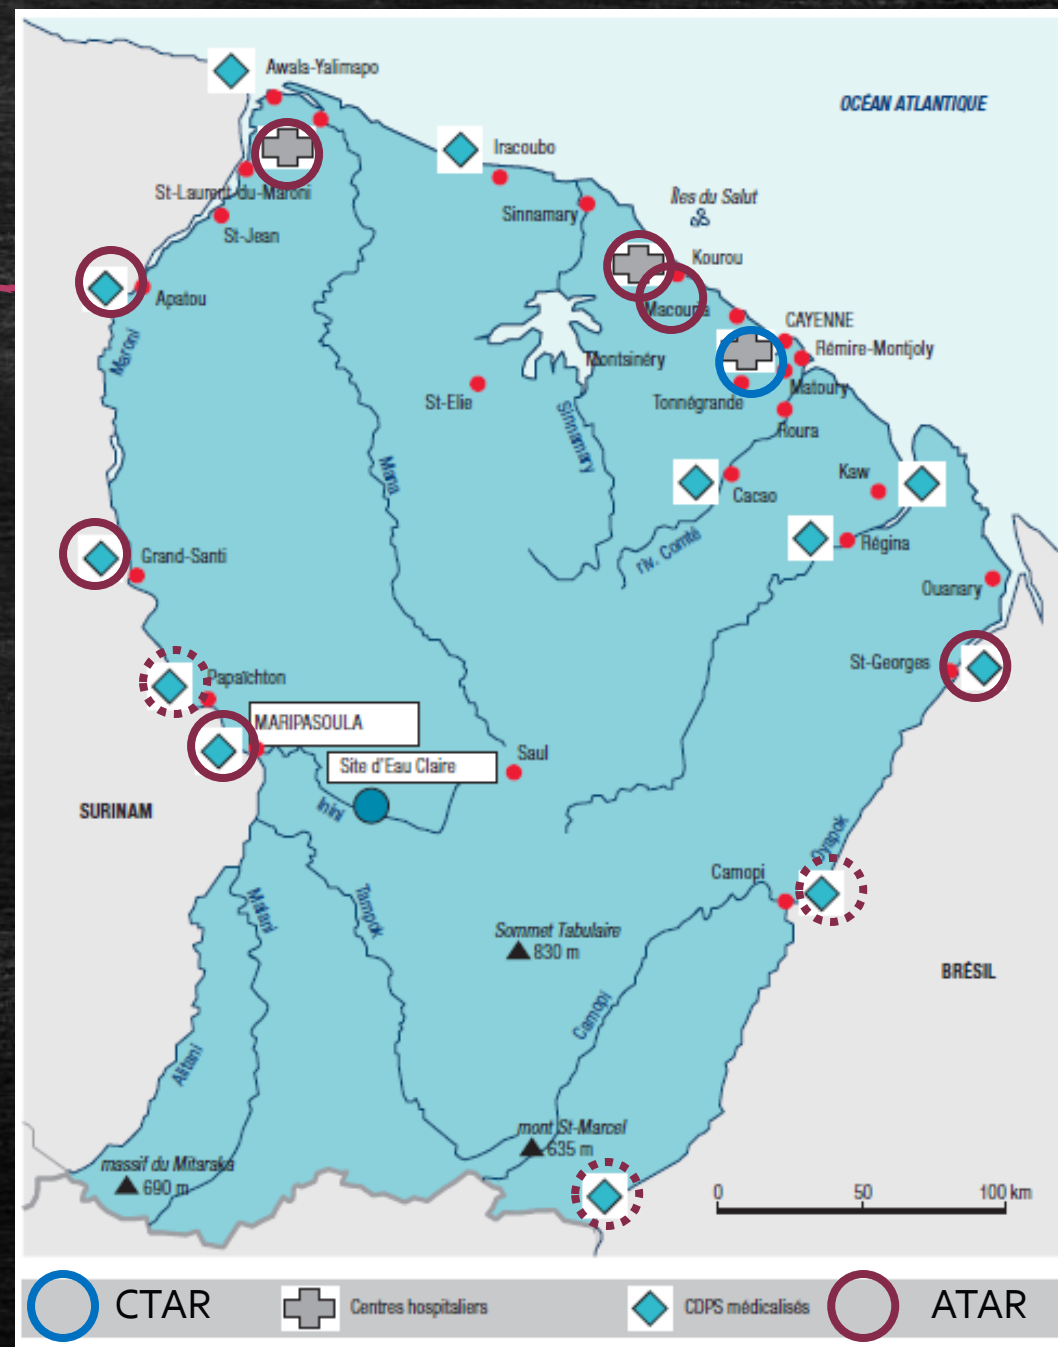 Awala-Yalimapo
OCÉAN ATLANTIQUE
Iracoubo
St-Laurent-du-Maroni
Îles du Salut
Sinnamary
St-Jean
Kourou
Apatou
Macouria
CAYENNE
Maroni
Rémire-Montjoly
Montsinéry
Matoury
St-Elie
Tonnégrande
Sinnamary
Roura
Mana
Kaw
Cacao
riv. Comté
Régina
Grand-Santi
Ouanary
St-Georges
Papaïchton
MARIPASOULA
Saul
Site d'Eau Claire
Inini
SURINAM
Oyapok
Camopi
Malani
Tampok
Sommet Tabulaire
830 m
BRÉSIL
Camopi
Alitani
mont St-Marcel
635 m
massif du Mitaraka
690 m
0 50 100 km
CTAR
Centres hospitaliers
CDPS médicalisés
ATAR